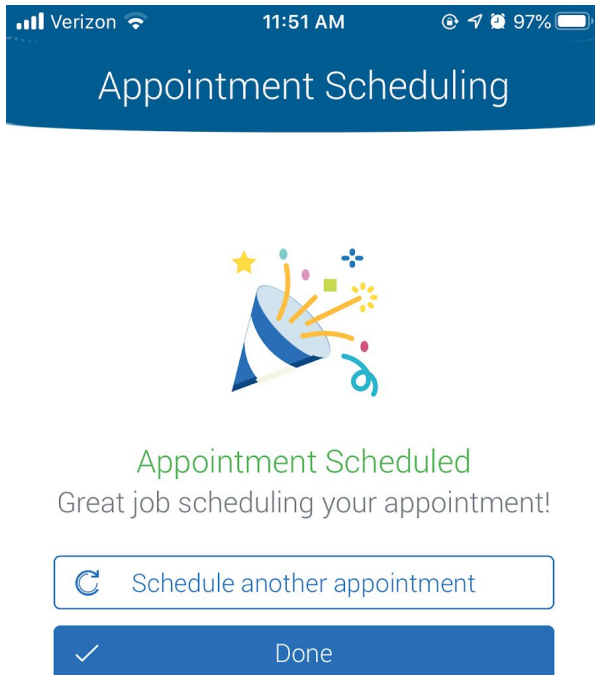 Verizon 11:51 AM 97%
Appointment Scheduling
Appointment Scheduled
Great job scheduling your appointment!
Schedule another appointment
Done